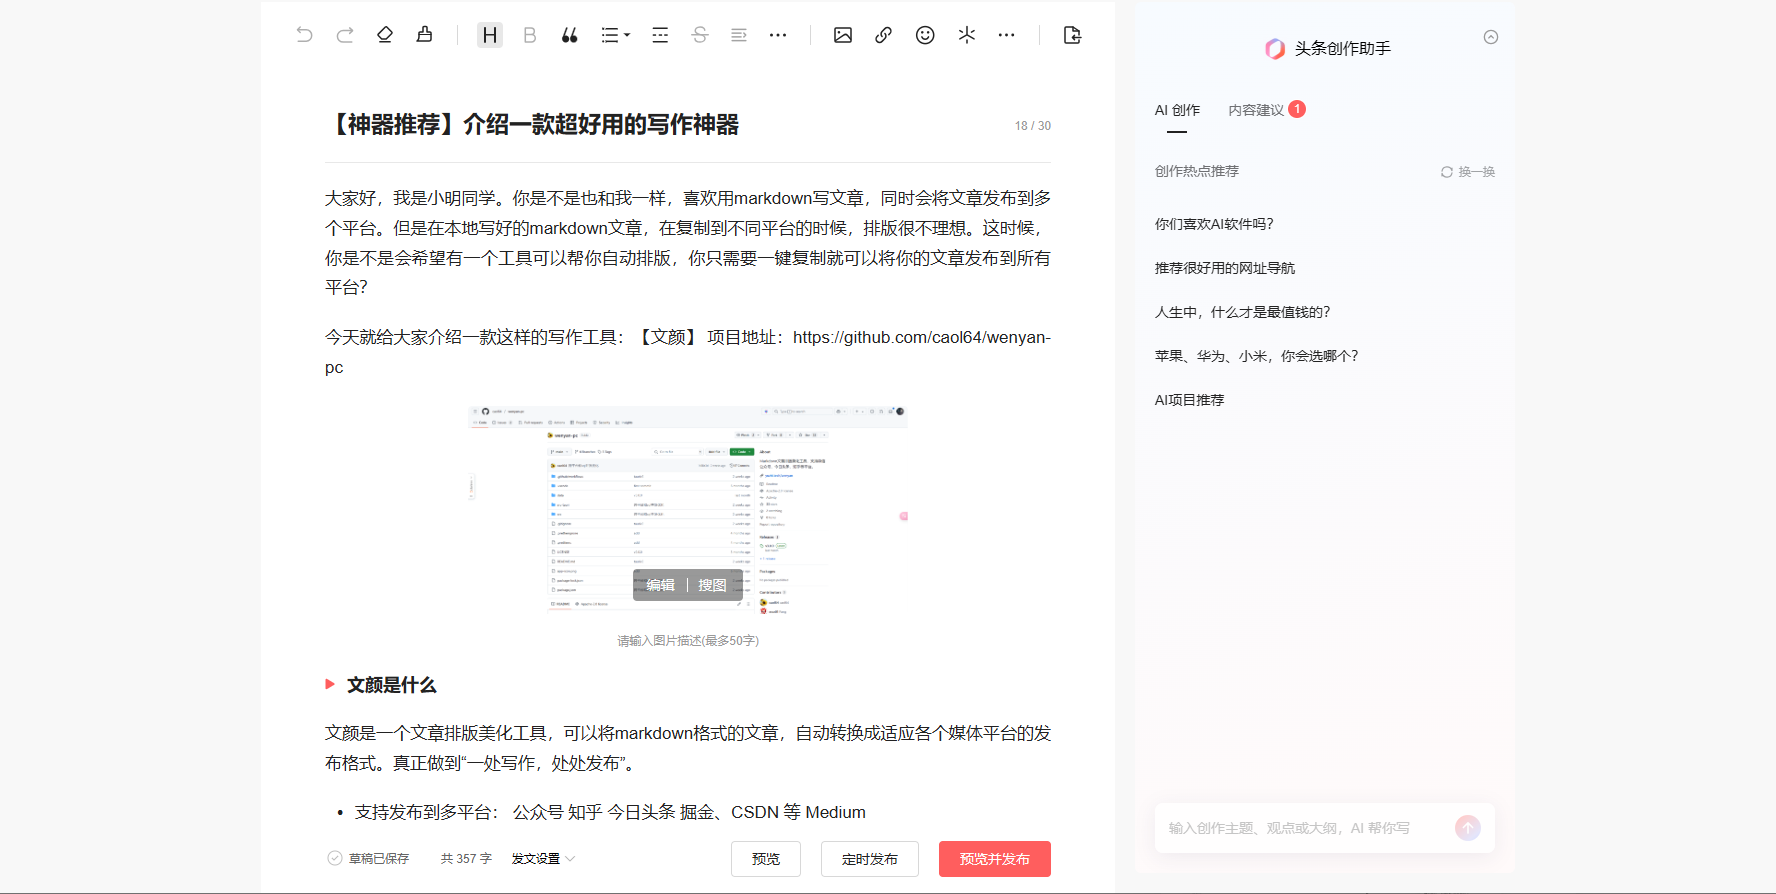 H B
【神器推荐】介绍一款超好用的写作神器
18 / 30
大家好，我是小明同学。你是不是也和我一样，喜欢用markdown写文章，同时会将文章发布到多
个平台。但是在本地写好的markdown文章，在复制到不同平台的时候，排版很不理想。这时候，
你是不是会希望有一个工具可以帮你自动排版，你只需要一键复制就可以将你的文章发布到所有
平台？
今天就给大家介绍一款这样的写作工具：【文颜】 项目地址：https://github.com/caol64/wenyan-
pc
编辑 | 搜图
请输入图片描述(最多50字)
文颜是什么
文颜是一个文章排版美化工具，可以将markdown格式的文章，自动转换成适应各个媒体平台的发
布格式。真正做到“一处写作，处处发布”。
• 支持发布到多平台： 公众号 知乎 今日头条 掘金、CSDN 等 Medium
草稿已保存
共 357 字
发文设置
预览
定时发布
预览并发布
头条创作助手
AI 创作
内容建议 1
创作热点推荐
换一换
你们喜欢AI软件吗？
推荐很好用的网址导航
人生中，什么才是最值钱的？
苹果、华为、小米，你会选哪个？
AI项目推荐
输入创作主题、观点或大纲，AI 帮你写